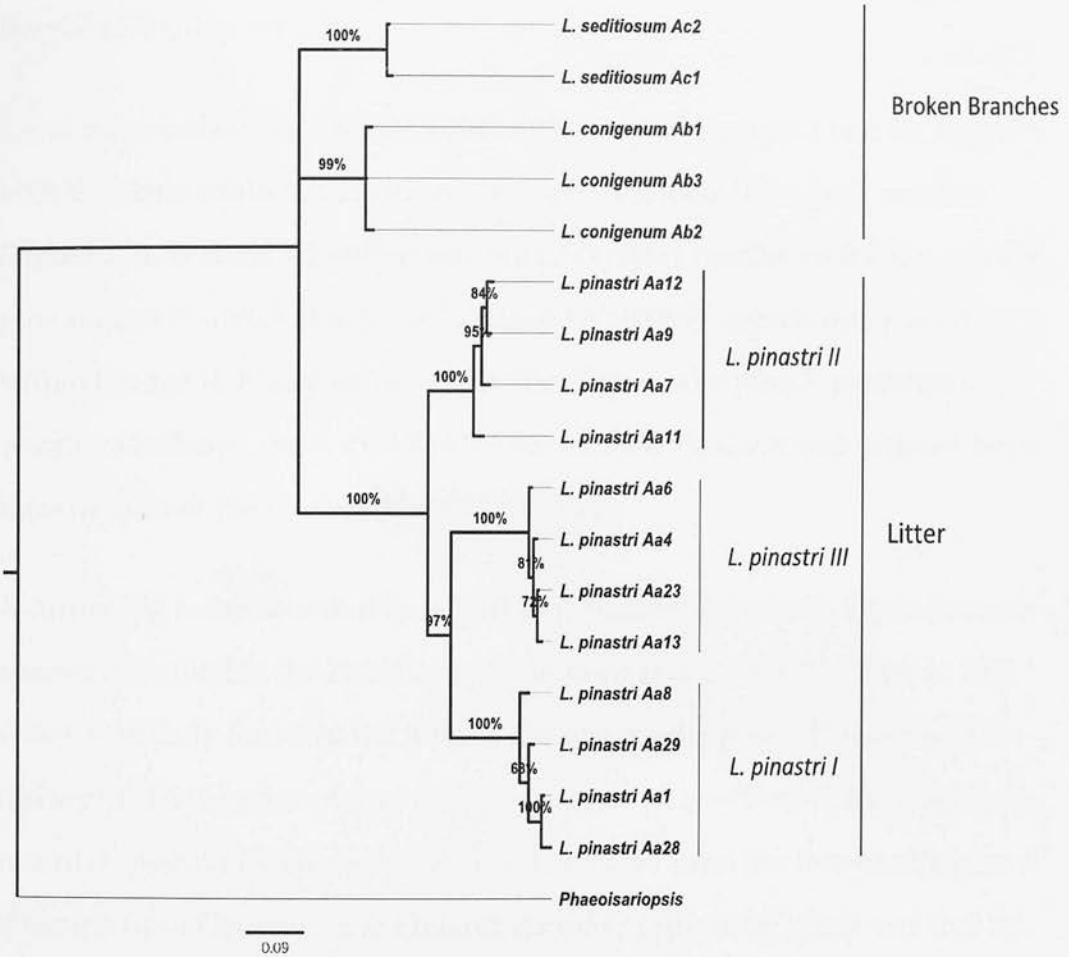 100%
L. seditiosum Ac2
L. seditiosum Ac1
Broken Branches
99%
L. conigenum Ab1
L. conigenum Ab3
L. conigenum Ab2
84%
L. pinastri Aa12
95%
L. pinastri Aa9
100%
L. pinastri Aa7
L. pinastri Aa11
L. pinastri II
100%
100%
L. pinastri Aa6
81%
L. pinastri Aa4
72%
L. pinastri Aa23
L. pinastri Aa13
L. pinastri III
Litter
97%
100%
L. pinastri Aa8
63%
L. pinastri Aa29
100%
L. pinastri Aa1
L. pinastri Aa28
L. pinastri I
Phaeoisariopsis
0.09